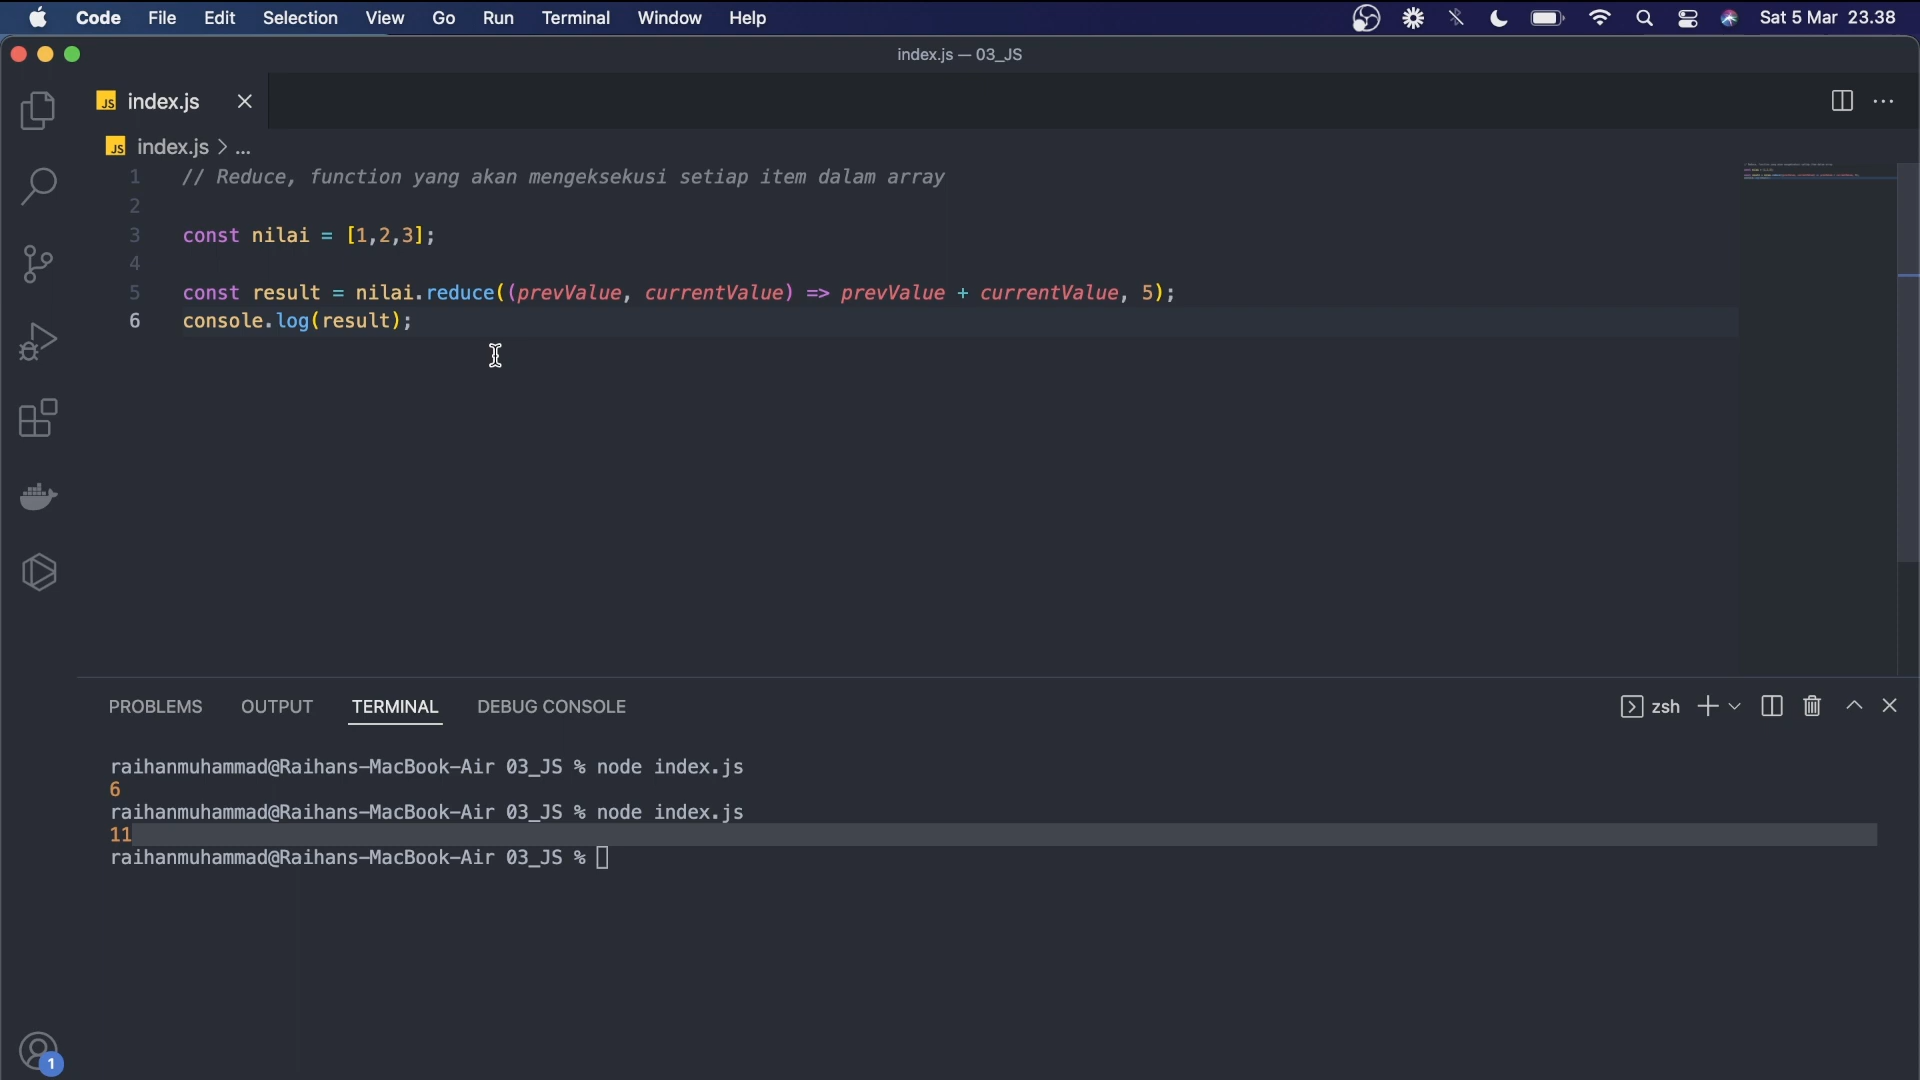 Code File Edit Selection View Go Run Terminal Window Help Sat 5 Mar 23.38
index.js — 03_JS
JS index.js
JS index.js > ...
1 // Reduce, function yang akan mengeksekusi setiap item dalam array
2
3 const nilai = [1,2,3];
4
5 const result = nilai.reduce((prevValue, currentValue) => prevValue + currentValue, 5);
6 console.log(result);
PROBLEMS OUTPUT TERMINAL DEBUG CONSOLE zsh
raihanmuhammad@Raihans-MacBook-Air 03_JS % node index.js
6
raihanmuhammad@Raihans-MacBook-Air 03_JS % node index.js
11
raihanmuhammad@Raihans-MacBook-Air 03_JS %
1